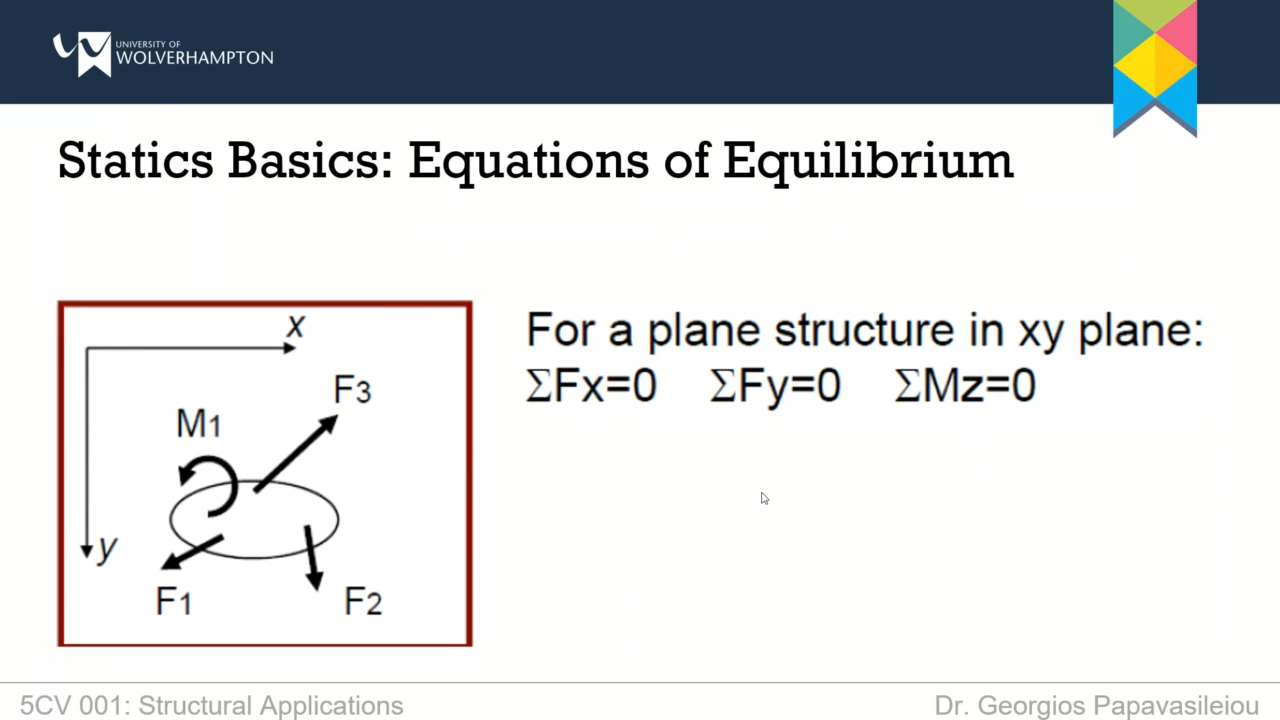 UNIVERSITY OF
WOLVERHAMPTON
Statics Basics: Equations of Equilibrium
x
F3
M1
y
F1
F2
For a plane structure in xy plane:
ΣFx=0 ΣFy=0 ΣMz=0
5CV 001: Structural Applications
Dr. Georgios Papavasileiou